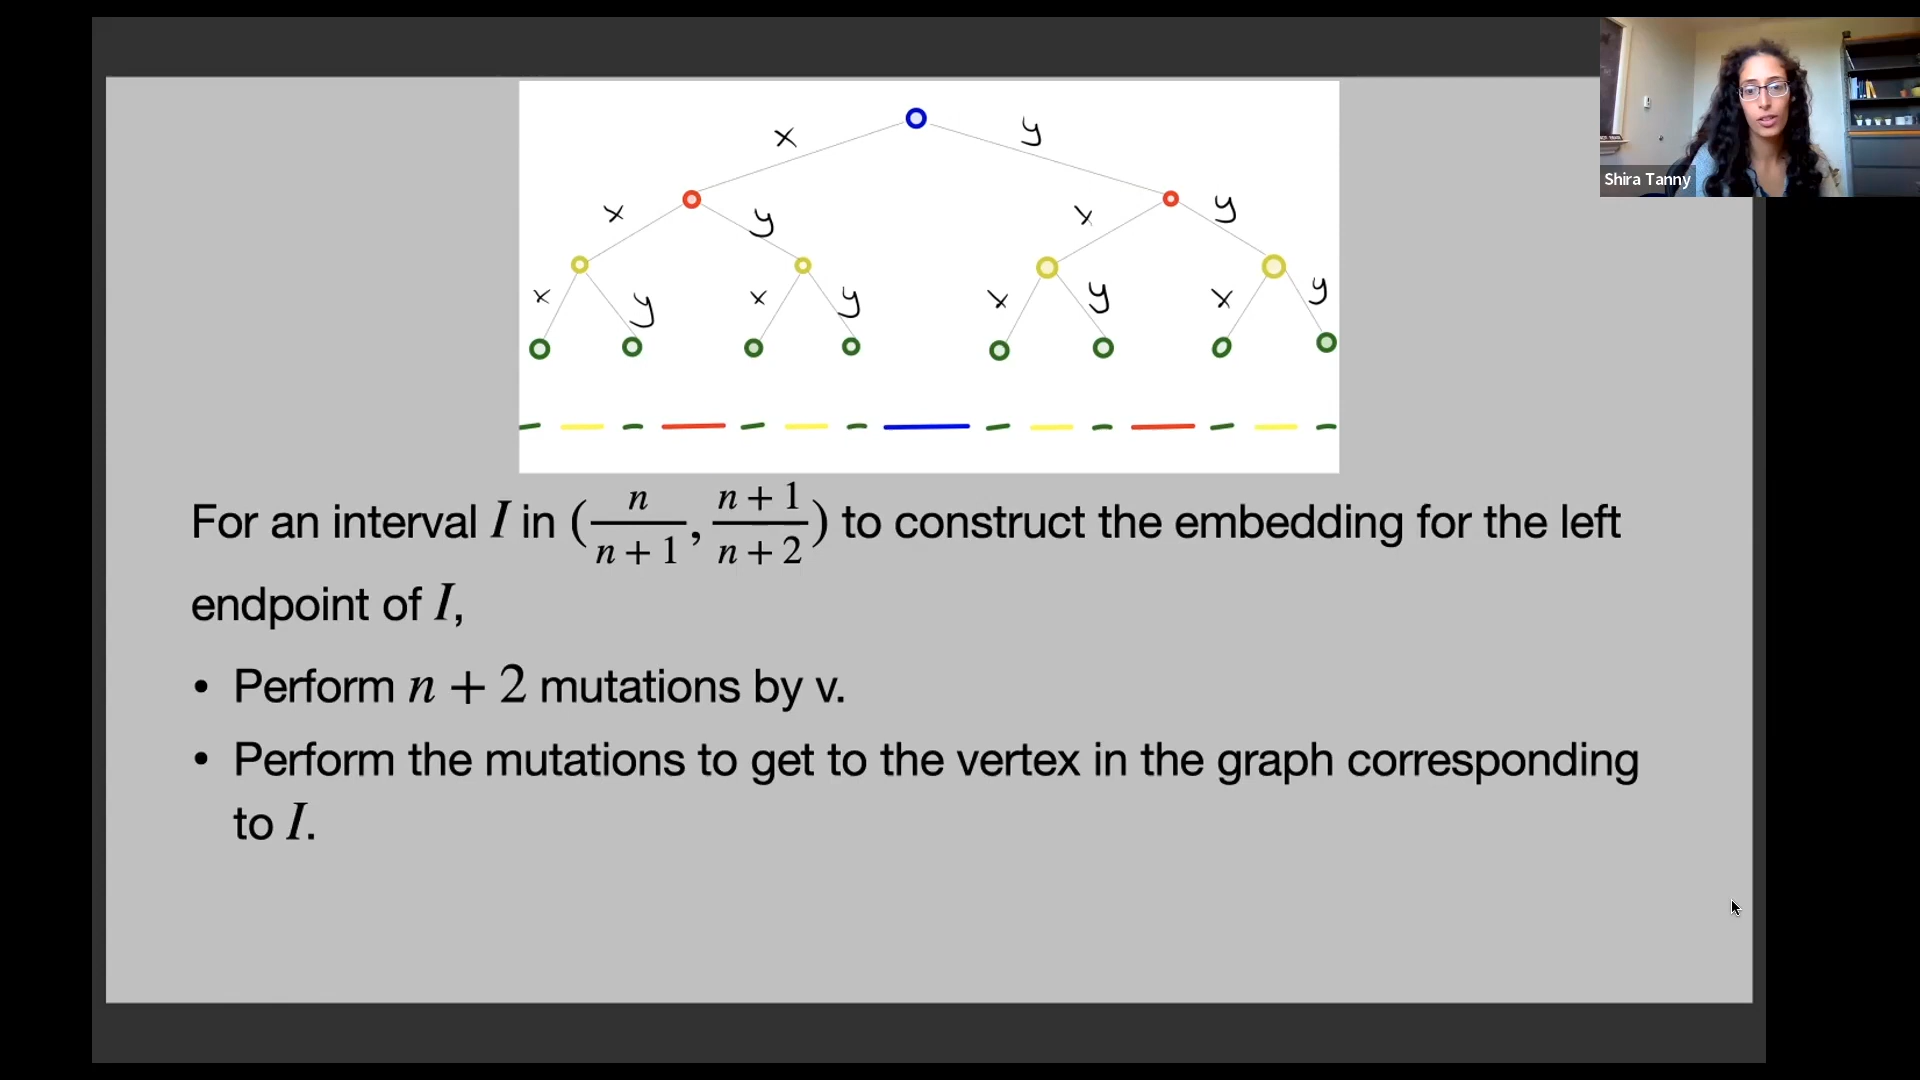 x y
x y x y
x y x y x y x y
Shira Tanny
For an interval I in (n/(n + 1), (n + 1)/(n + 2)) to construct the embedding for the left
endpoint of I,
• Perform n + 2 mutations by v.
• Perform the mutations to get to the vertex in the graph corresponding
to I.